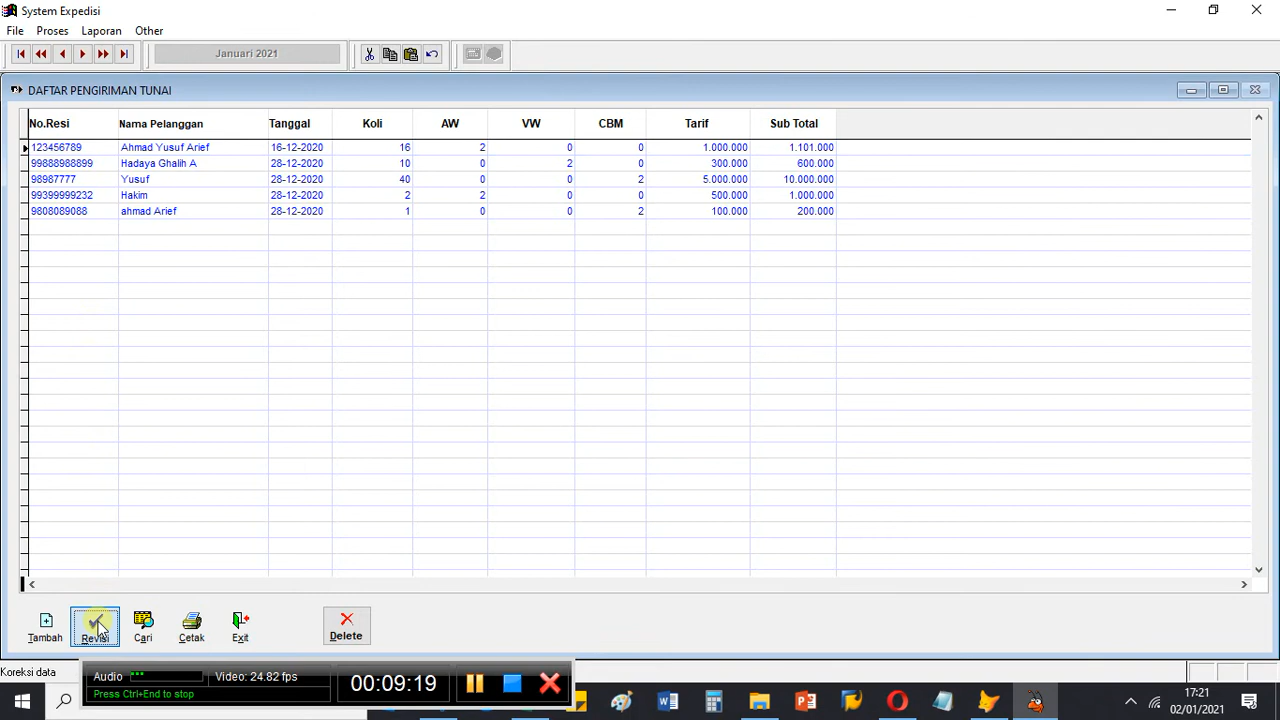 System Expedisi
File Proses Laporan Other
Januari 2021
DAFTAR PENGIRIMAN TUNAI
No.Resi Nama Pelanggan Tanggal Koli AW VW CBM Tarif Sub Total
123456789 Ahmad Yusuf Arief 16-12-2020 16 2 0 0 1.000.000 1.101.000
99888988899 Hadaya Ghalih A 28-12-2020 10 0 2 0 300.000 600.000
98987777 Yusuf 28-12-2020 40 0 0 2 5.000.000 10.000.000
99399999232 Hakim 28-12-2020 2 2 0 0 500.000 1.000.000
9808089088 ahmad Arief 28-12-2020 1 0 0 2 100.000 200.000
Tambah Revisi Cari Cetak Exit Delete
Koreksi data
Audio Video: 24.82 fps
Press Ctrl+End to stop
00:09:19
17:21
02/01/2021